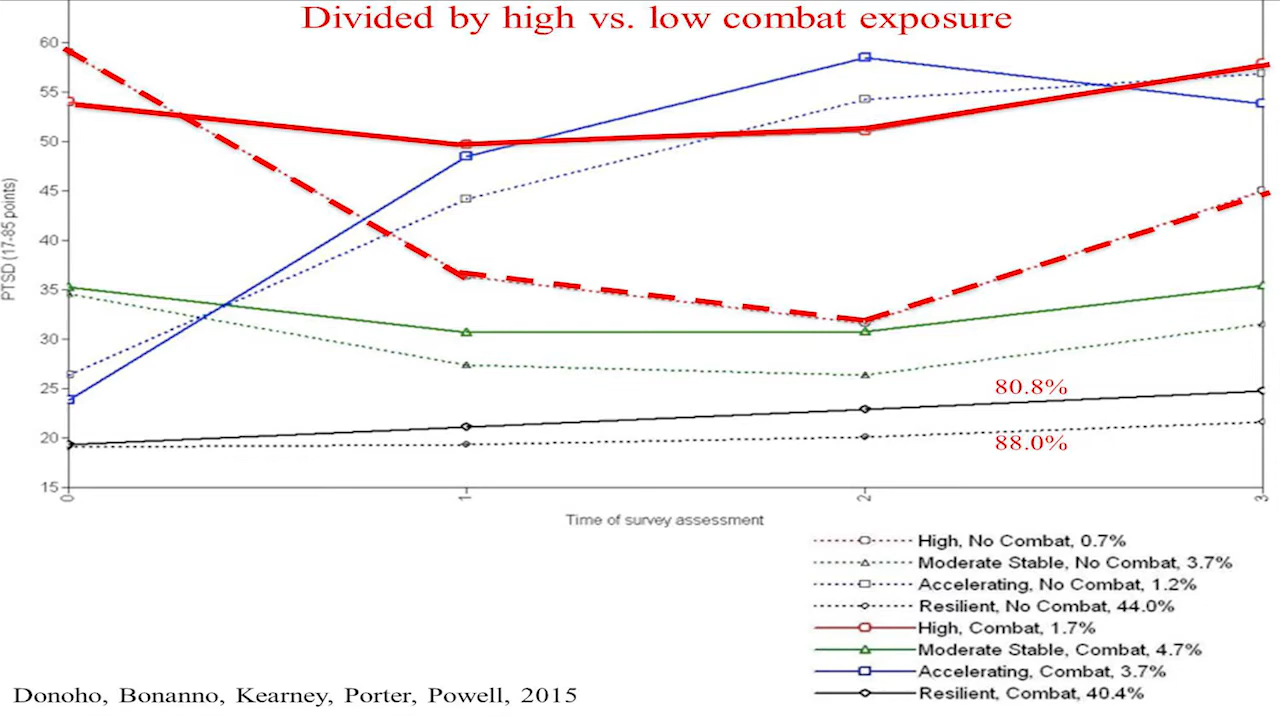 Divided by high vs. low combat exposure
60
55
50
45
40
35
30
25
20
15
PTSD (17-85 points)
80.8%
88.0%
0
1
2
3
Time of survey assessment
High, No Combat, 0.7%
Moderate Stable, No Combat, 3.7%
Accelerating, No Combat, 1.2%
Resilient, No Combat, 44.0%
High, Combat, 1.7%
Moderate Stable, Combat, 4.7%
Accelerating, Combat, 3.7%
Resilient, Combat, 40.4%
Donoho, Bonanno, Kearney, Porter, Powell, 2015